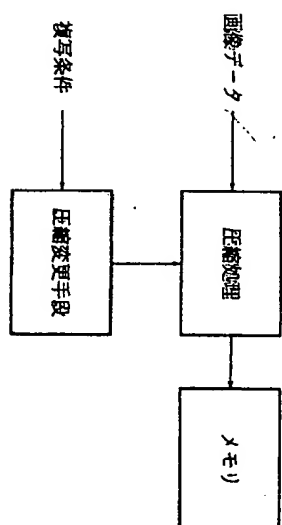 画像データ
圧縮処理
メモリ
複写条件
圧縮変更手段